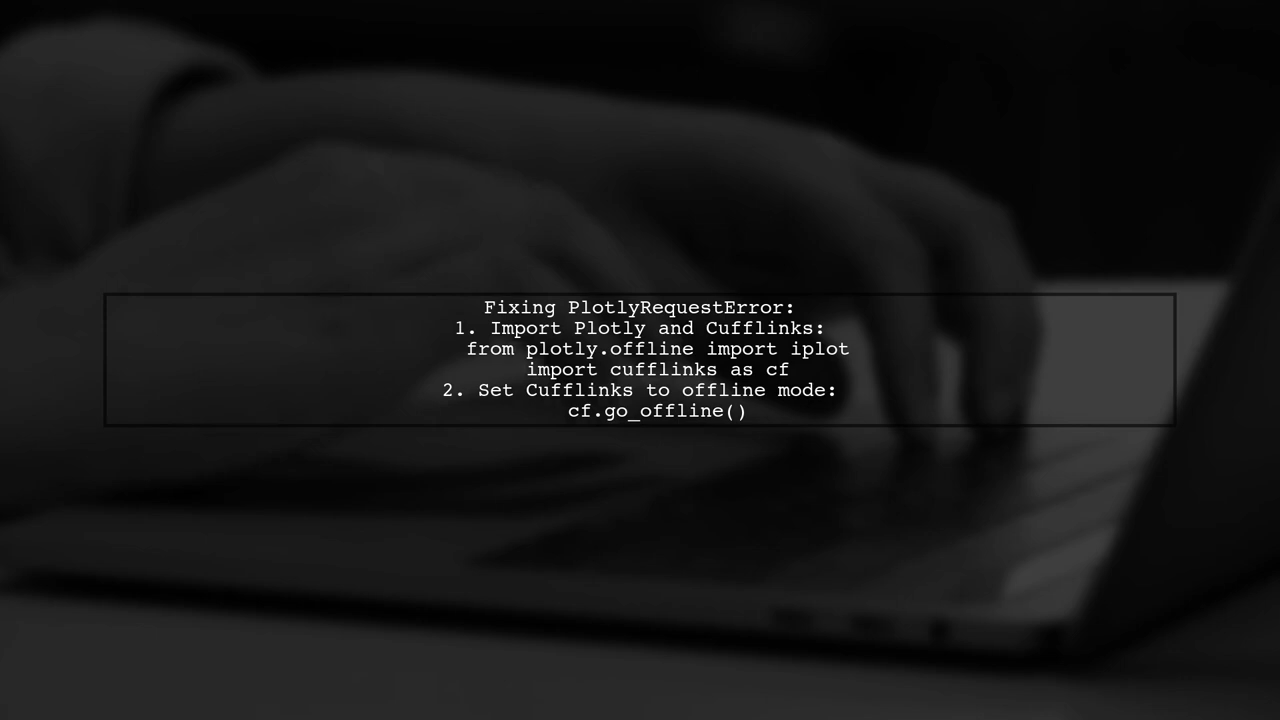 Fixing PlotlyRequestError:
1. Import Plotly and Cufflinks:
from plotly.offline import iplot
import cufflinks as cf
2. Set Cufflinks to offline mode:
cf.go_offline()